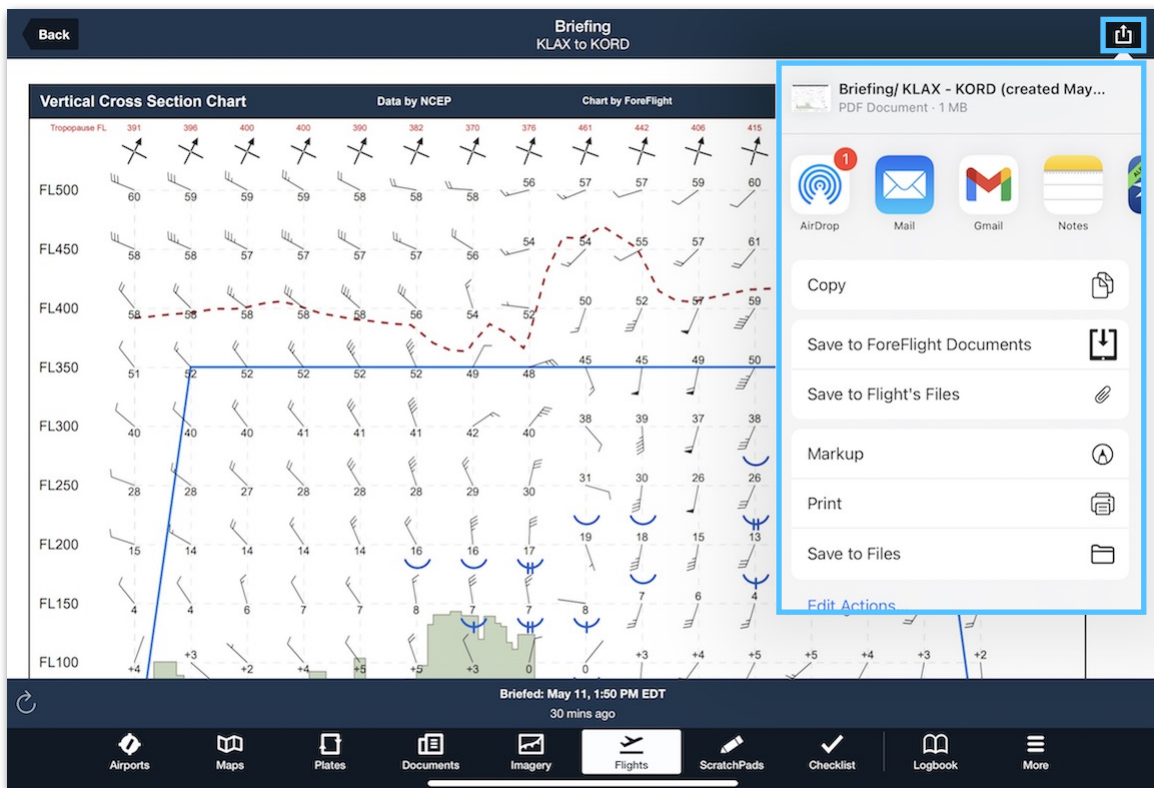 Back
Briefing
KLAX to KORD
Vertical Cross Section Chart Data by NCEP Chart by ForeFlight
Tropopause FL 391 396 400 400 390 382 370 376 461 442 406 415
FL500
60 59 59 59 58 58 58 56 57 57 59 60
FL450
58 58 57 57 57 57 56 54 54 55 57 61
FL400
58 58 58 58 56 56 54 52 50 52 57 59
FL350
51 52 52 52 52 52 49 48 45 45 49 50
FL300
40 40 40 41 41 41 42 40 38 39 37 38
FL250
28 28 27 28 28 28 29 30 31 30 26 26
FL200
15 14 14 14 14 16 16 17 19 18 15 13
FL150
4 4 6 7 7 8 7 7 8 7 6 4
FL100
+4 +3 +2 +4 +5 +5 +3 0 0 +3 +4 +5 +5 +4 +3 +2
Briefing/ KLAX - KORD (created May...
PDF Document · 1 MB
1
AirDrop Mail Gmail Notes
Copy
Save to ForeFlight Documents
Save to Flight's Files
Markup
Print
Save to Files
Edit Actions
Briefed: May 11, 1:50 PM EDT
30 mins ago
Airports Maps Plates Documents Imagery Flights ScratchPads Checklist Logbook More